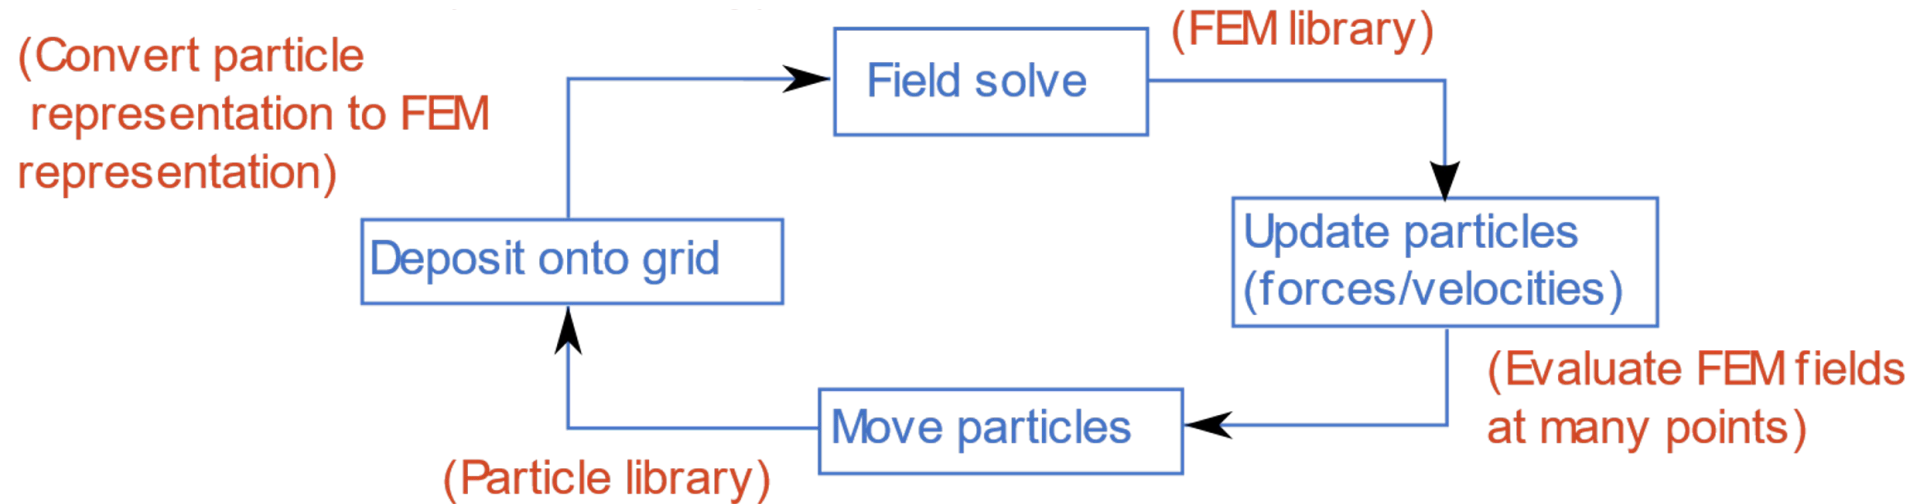 (Convert particle
representation to FEM
representation)
Field solve
(FEM library)
Deposit onto grid
Update particles
(forces/velocities)
Move particles
(Evaluate FEM fields
at many points)
(Particle library)